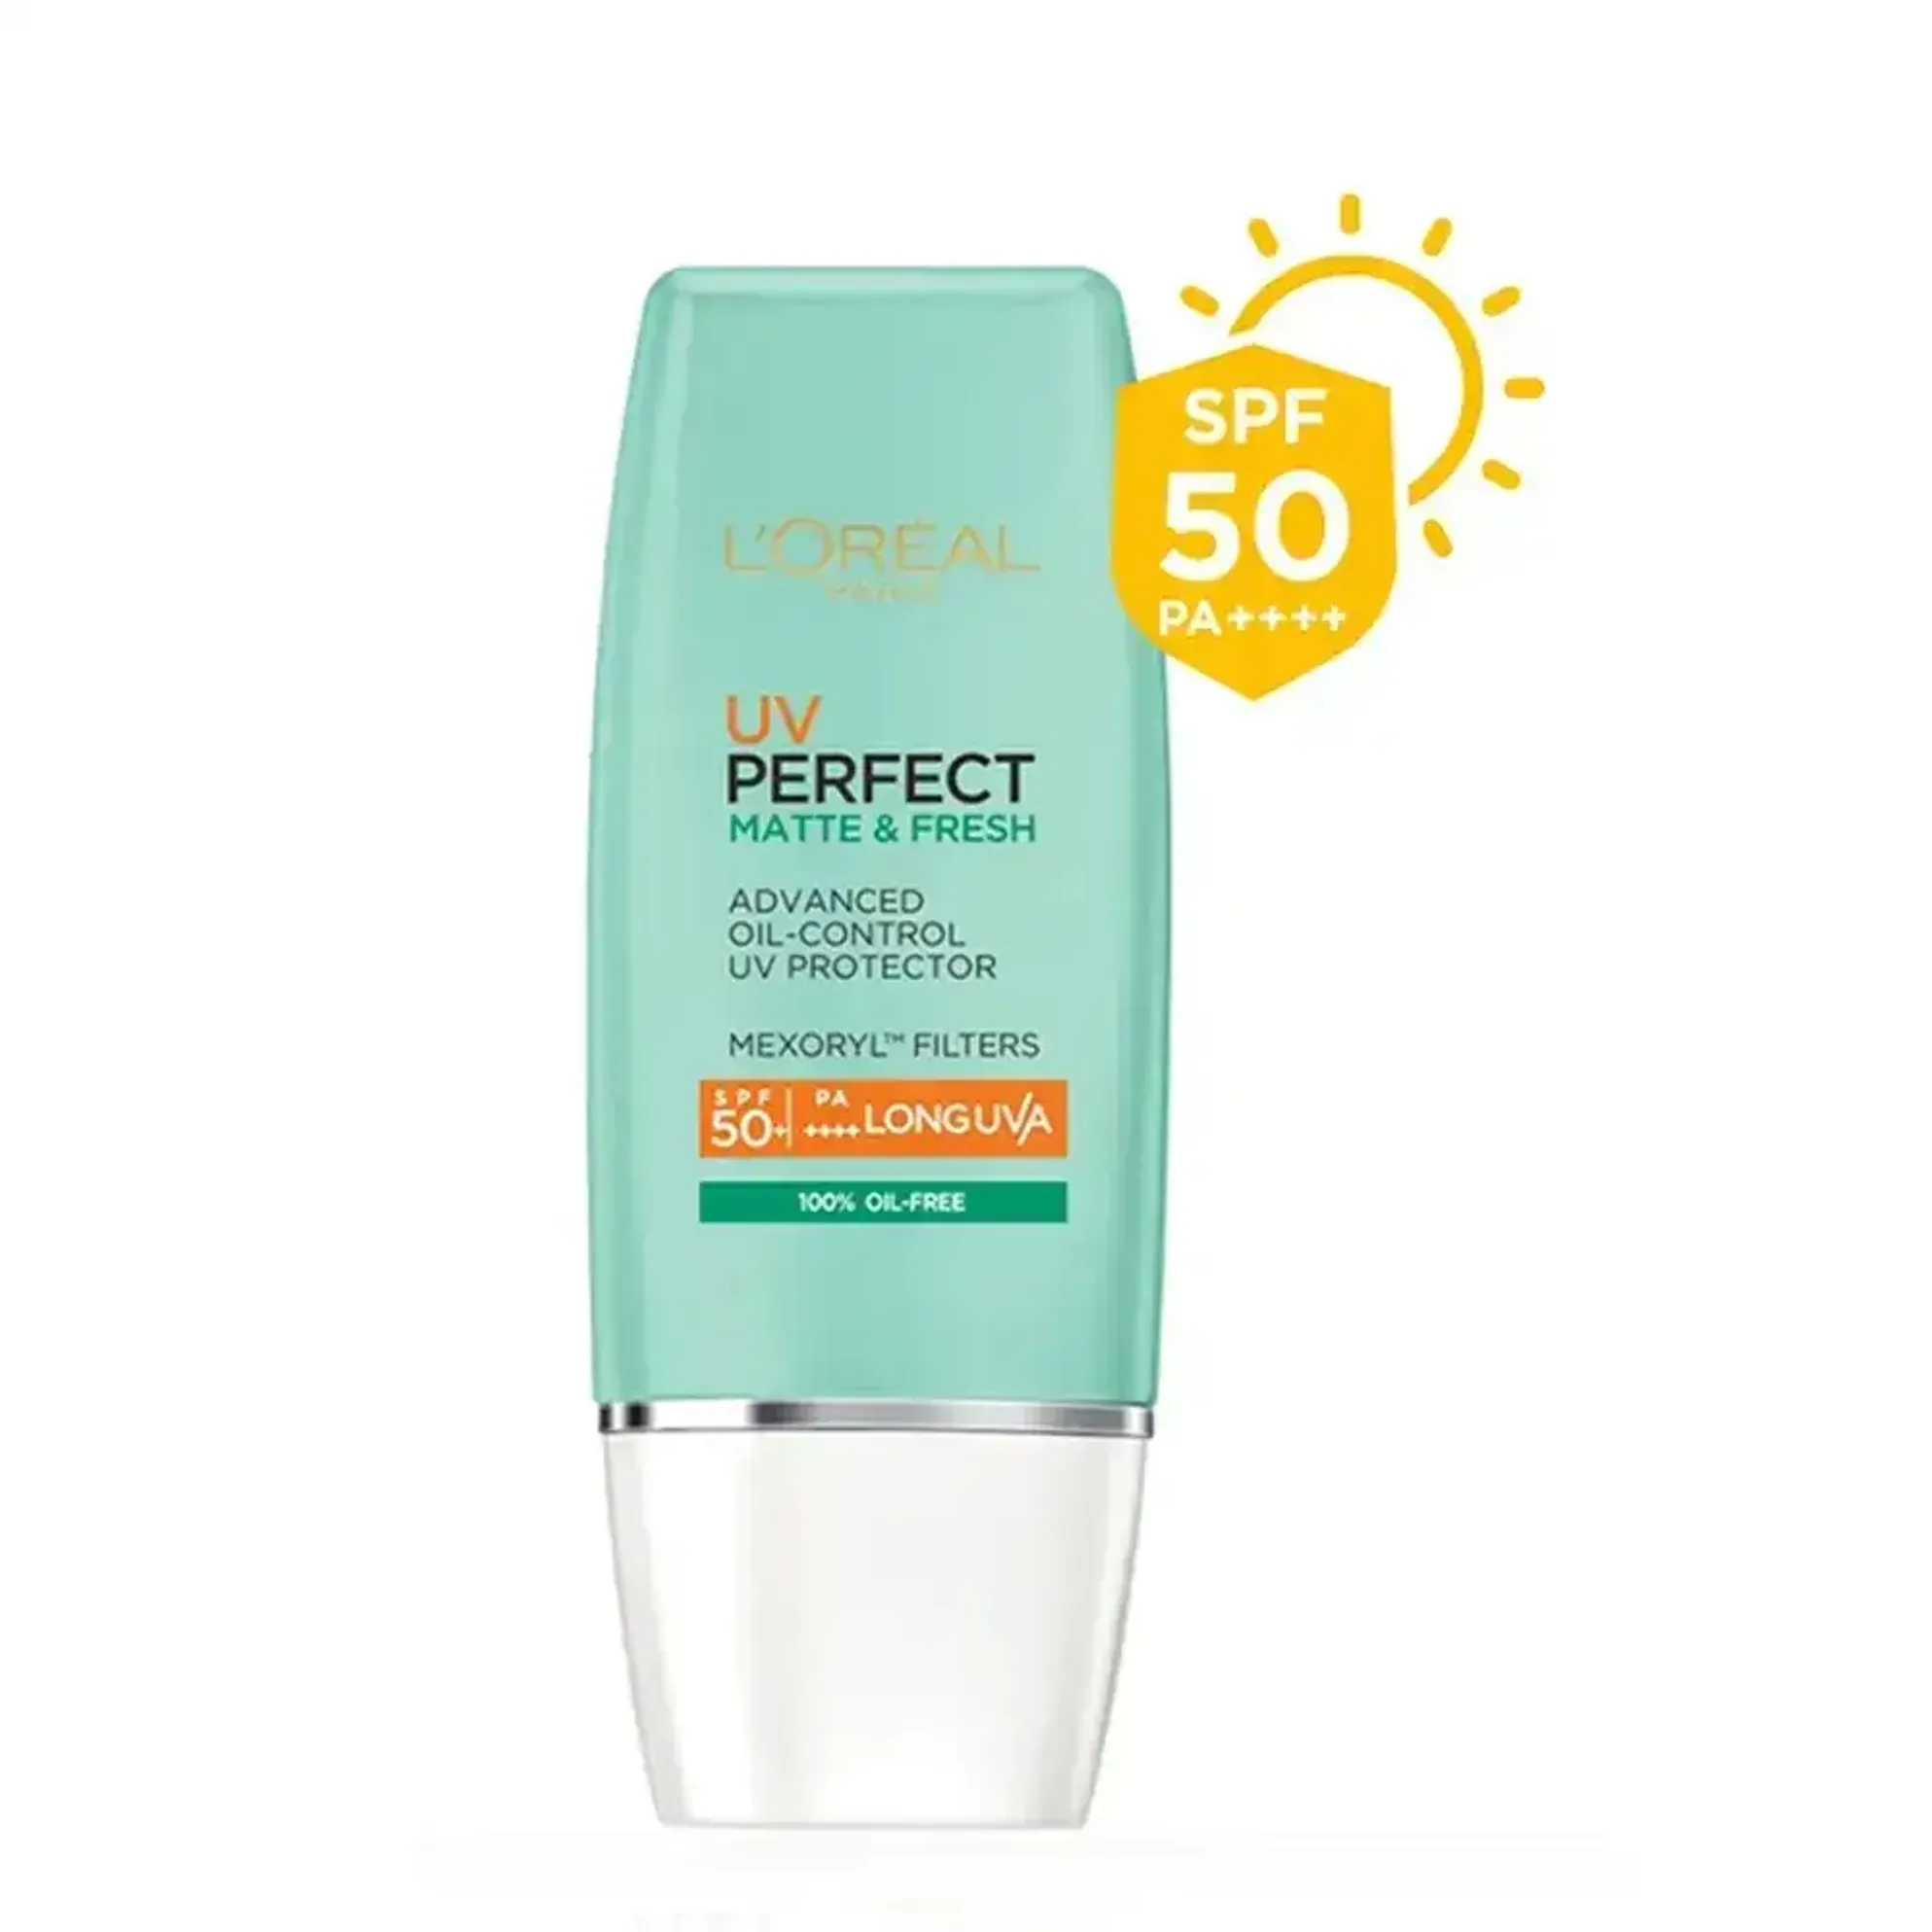 L'ORÉAL
PARIS
UV
PERFECT
MATTE & FRESH
ADVANCED
OIL-CONTROL
UV PROTECTOR
MEXORYL™ FILTERS
SPF 50+ | PA ++++ LONG UVA
100% OIL-FREE
SPF
50
PA++++